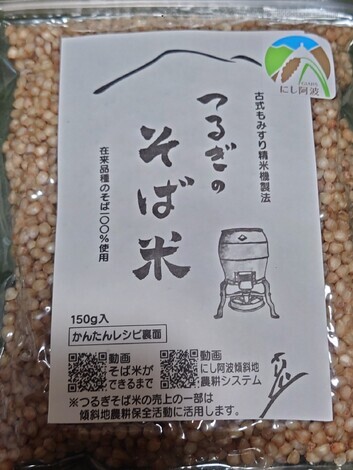 にし阿波
古式もみすり精米機製法
つるぎの
そば米
在来品種のそば一〇〇%使用
150g入
かんたんレシピ裏面
動画
そば米が
できるまで
動画
にし阿波傾斜地
農耕システム
※つるぎそば米の売上の一部は
傾斜地農耕保全活動に活用します。